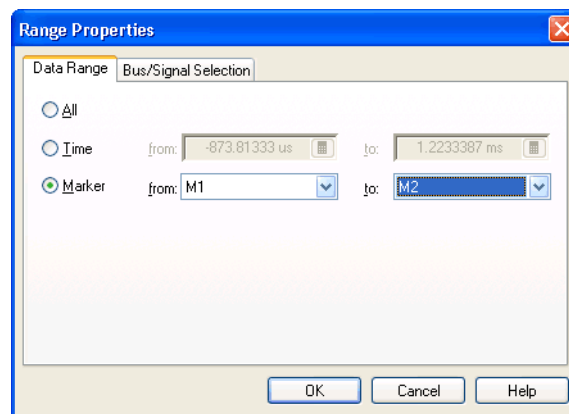 Range Properties
Data Range Bus/Signal Selection
All
Time from: -873.81333 us to: 1.2233387 ms
Marker from: M1 to: M2
OK Cancel Help